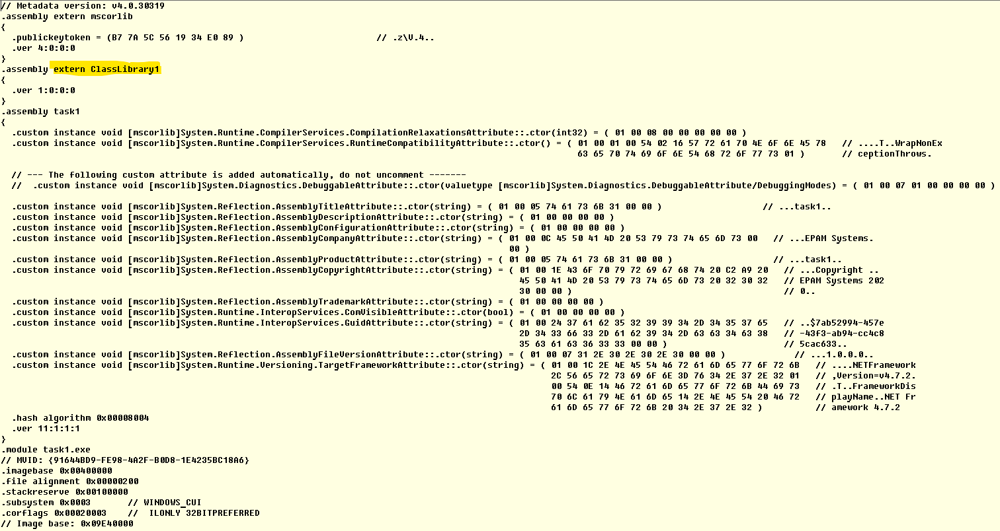 // Metadata version: v4.0.30319
.assembly extern mscorlib
{
  .publickeytoken = (B7 7A 5C 56 19 34 E0 89 )                         // .z\V.4..
  .ver 4:0:0:0
}
.assembly extern ClassLibrary1
{
  .ver 1:0:0:0
}
.assembly task1
{
  .custom instance void [mscorlib]System.Runtime.CompilerServices.CompilationRelaxationsAttribute::.ctor(int32) = ( 01 00 08 00 00 00 00 00 )
  .custom instance void [mscorlib]System.Runtime.CompilerServices.RuntimeCompatibilityAttribute::.ctor() = ( 01 00 01 00 54 02 16 57 72 61 70 4E 6F 6E 45 78   // ....T..WrapNonEx
                                                                                                             63 65 70 74 69 6F 6E 54 68 72 6F 77 73 01 )       // ceptionThrows.
  // --- The following custom attribute is added automatically, do not uncomment -------
  //  .custom instance void [mscorlib]System.Diagnostics.DebuggableAttribute::.ctor(valuetype [mscorlib]System.Diagnostics.DebuggableAttribute/DebuggingModes) = ( 01 00 07 01 00 00 00 00 )
  .custom instance void [mscorlib]System.Reflection.AssemblyTitleAttribute::.ctor(string) = ( 01 00 05 74 61 73 6B 31 00 00 )                   // ...task1..
  .custom instance void [mscorlib]System.Reflection.AssemblyDescriptionAttribute::.ctor(string) = ( 01 00 00 00 00 )
  .custom instance void [mscorlib]System.Reflection.AssemblyConfigurationAttribute::.ctor(string) = ( 01 00 00 00 00 )
  .custom instance void [mscorlib]System.Reflection.AssemblyCompanyAttribute::.ctor(string) = ( 01 00 0C 45 50 41 4D 20 53 79 73 74 65 6D 73 00   // ...EPAM Systems.
                                                                                                00 )
  .custom instance void [mscorlib]System.Reflection.AssemblyProductAttribute::.ctor(string) = ( 01 00 05 74 61 73 6B 31 00 00 )                   // ...task1..
  .custom instance void [mscorlib]System.Reflection.AssemblyCopyrightAttribute::.ctor(string) = ( 01 00 1E 43 6F 70 79 72 69 67 68 74 20 C2 A9 20   // ...Copyright ..
                                                                                                  45 50 41 4D 20 53 79 73 74 65 6D 73 20 32 30 32   // EPAM Systems 202
                                                                                                  30 00 00 )                                        // 0..
  .custom instance void [mscorlib]System.Reflection.AssemblyTrademarkAttribute::.ctor(string) = ( 01 00 00 00 00 )
  .custom instance void [mscorlib]System.Runtime.InteropServices.ComVisibleAttribute::.ctor(bool) = ( 01 00 00 00 00 )
  .custom instance void [mscorlib]System.Runtime.InteropServices.GuidAttribute::.ctor(string) = ( 01 00 24 37 61 62 35 32 39 39 34 2D 34 35 37 65   // ..$7ab52994-457e
                                                                                                  2D 34 33 66 33 2D 61 62 39 34 2D 63 63 34 63 38   // -43f3-ab94-cc4c8
                                                                                                  35 63 61 63 36 33 33 00 00 )                      // 5cac633..
  .custom instance void [mscorlib]System.Reflection.AssemblyFileVersionAttribute::.ctor(string) = ( 01 00 07 31 2E 30 2E 30 2E 30 00 00 )             // ...1.0.0.0..
  .custom instance void [mscorlib]System.Runtime.Versioning.TargetFrameworkAttribute::.ctor(string) = ( 01 00 1C 2E 4E 45 54 46 72 61 6D 65 77 6F 72 6B   // ....NETFramework
                                                                                                        2C 56 65 72 73 69 6F 6E 3D 76 34 2E 37 2E 32 01   // ,Version=v4.7.2.
                                                                                                        00 54 0E 14 46 72 61 6D 65 77 6F 72 6B 44 69 73   // .T..FrameworkDis
                                                                                                        70 6C 61 79 4E 61 6D 65 14 2E 4E 45 54 20 46 72   // playName..NET Fr
                                                                                                        61 6D 65 77 6F 72 6B 20 34 2E 37 2E 32 )          // amework 4.7.2
  .hash algorithm 0x00008004
  .ver 11:1:1:1
}
.module task1.exe
// MVID: {91644BD9-FE98-4A2F-B0D8-1E4235BC18A6}
.imagebase 0x00400000
.file alignment 0x00000200
.stackreserve 0x00100000
.subsystem 0x0003       // WINDOWS_CUI
.corflags 0x00020003    //  ILONLY 32BITPREFERRED
// Image base: 0x09E40000